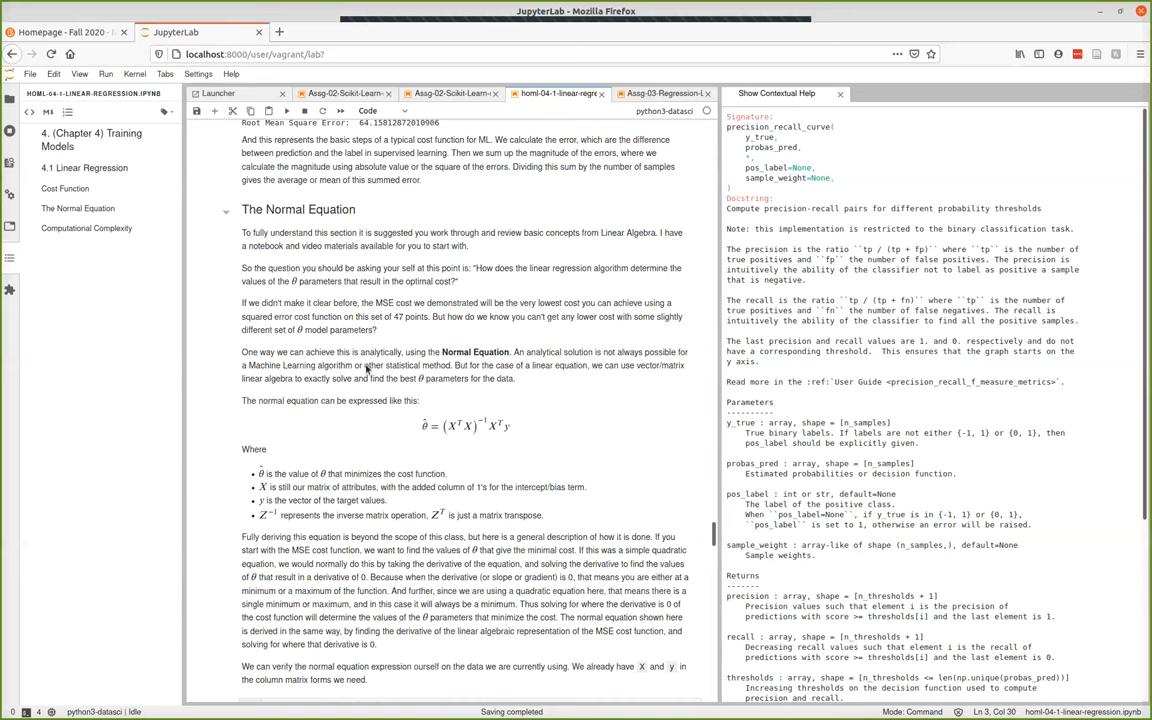 JupyterLab - Mozilla Firefox
Homepage - Fall 2020 -
JupyterLab
localhost:8000/user/vagrant/lab?
File Edit View Run Kernel Tabs Settings Help
HOML-04-1-LINEAR-REGRESSION.IPYNB
4. (Chapter 4) Training
Models
4.1 Linear Regression
Cost Function
The Normal Equation
Computational Complexity
Launcher
Assg-02-Scikit-Learn-
Assg-02-Scikit-Learn-
homl-04-1-linear-regre
Assg-03-Regression-L
Code
python3-datasci
Root Mean Square Error: 64.15812872010906
And this represents the basic steps of a typical cost function for ML. We calculate the error, which are the difference
between prediction and the label in supervised learning. Then we sum up the magnitude of the errors, where we
calculate the magnitude using absolute value or the square of the errors. Dividing this sum by the number of samples
gives the average or mean of this summed error.
The Normal Equation
To fully understand this section it is suggested you work through and review basic concepts from Linear Algebra. I have
a notebook and video materials available for you to start with.
So the question you should be asking your self at this point is: "How does the linear regression algorithm determine the
values of the θ parameters that result in the optimal cost?"
If we didn't make it clear before, the MSE cost we demonstrated will be the very lowest cost you can achieve using a
squared error cost function on this set of 47 points. But how do we know you can't get any lower cost with some slightly
different set of θ model parameters?
One way we can achieve this is analytically, using the Normal Equation. An analytical solution is not always possible for
a Machine Learning algorithm or other statistical method. But for the case of a linear equation, we can use vector/matrix
linear algebra to exactly solve and find the best θ parameters for the data.
The normal equation can be expressed like this:
θ̂ = (XᵀX)⁻¹ Xᵀy
Where
• θ̂ is the value of θ that minimizes the cost function.
• X is still our matrix of attributes, with the added column of 1's for the intercept/bias term.
• y is the vector of the target values.
• Z⁻¹ represents the inverse matrix operation, Zᵀ is just a matrix transpose.
Fully deriving this equation is beyond the scope of this class, but here is a general description of how it is done. If you
start with the MSE cost function, we want to find the values of θ that give the minimal cost. If this was a simple quadratic
equation, we would normally do this by taking the derivative of the equation, and solving the derivative to find the values
of θ that result in a derivative of 0. Because when the derivative (or slope or gradient) is 0, that means you are either at a
minimum or a maximum of the function. And further, since we are using a quadratic equation here, that means there is a
single minimum or maximum, and in this case it will always be a minimum. Thus solving for where the derivative is 0 of
the cost function will determine the values of the θ parameters that minimize the cost. The normal equation shown here
is derived in the same way, by finding the derivative of the linear algebraic representation of the MSE cost function, and
solving for where that derivative is 0.
We can verify the normal equation expression ourself on the data we are currently using. We already have X and y in
the column matrix forms we need.
Show Contextual Help
Signature:
precision_recall_curve(
y_true,
probas_pred,
*,
pos_label=None,
sample_weight=None,
)
Docstring:
Compute precision-recall pairs for different probability thresholds
Note: this implementation is restricted to the binary classification task.
The precision is the ratio ``tp / (tp + fp)`` where ``tp`` is the number of
true positives and ``fp`` the number of false positives. The precision is
intuitively the ability of the classifier not to label as positive a sample
that is negative.
The recall is the ratio ``tp / (tp + fn)`` where ``tp`` is the number of
true positives and ``fn`` the number of false negatives. The recall is
intuitively the ability of the classifier to find all the positive samples.
The last precision and recall values are 1. and 0. respectively and do not
have a corresponding threshold. This ensures that the graph starts on the
y axis.
Read more in the :ref:`User Guide <precision_recall_f_measure_metrics>`.
Parameters
----------
y_true : array, shape = [n_samples]
True binary labels. If labels are not either {-1, 1} or {0, 1}, then
pos_label should be explicitly given.
probas_pred : array, shape = [n_samples]
Estimated probabilities or decision function.
pos_label : int or str, default=None
The label of the positive class.
When ``pos_label=None``, if y_true is in {-1, 1} or {0, 1},
``pos_label`` is set to 1, otherwise an error will be raised.
sample_weight : array-like of shape (n_samples,), default=None
Sample weights.
Returns
-------
precision : array, shape = [n_thresholds + 1]
Precision values such that element i is the precision of
predictions with score >= thresholds[i] and the last element is 1.
recall : array, shape = [n_thresholds + 1]
Decreasing recall values such that element i is the recall of
predictions with score >= thresholds[i] and the last element is 0.
thresholds : array, shape = [n_thresholds <= len(np.unique(probas_pred))]
Increasing thresholds on the decision function used to compute
precision and recall.
0 4 python3-datasci | Idle
Saving completed
Mode: Command
Ln 3, Col 30
homl-04-1-linear-regression.ipynb